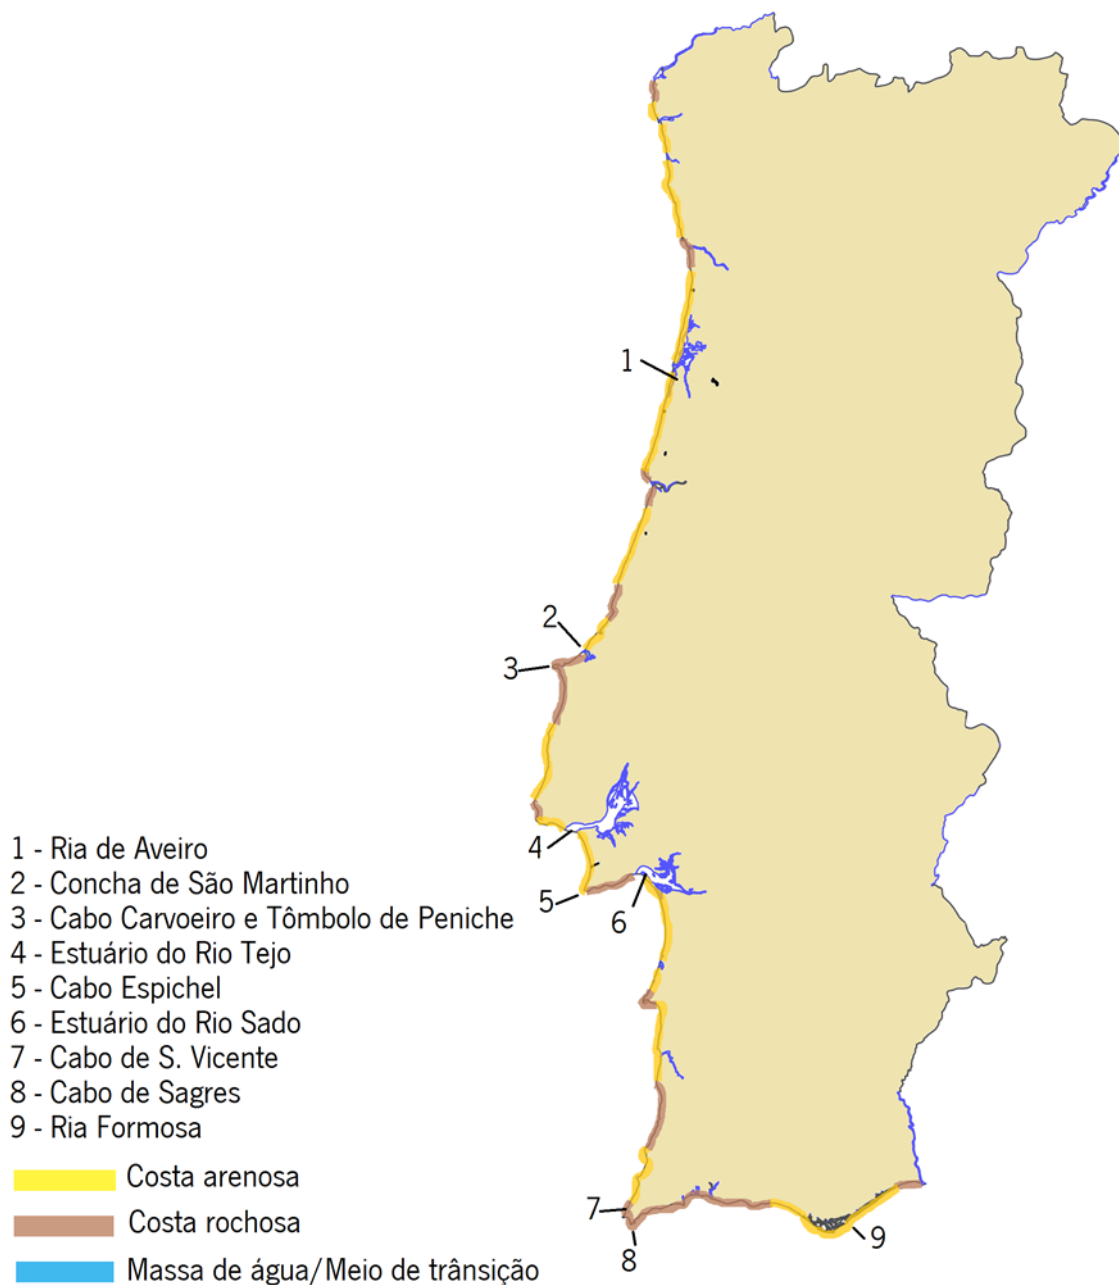 1
2
3
4
5
6
7
8
9
1 - Ria de Aveiro
2 - Concha de São Martinho
3 - Cabo Carvoeiro e Tômbolo de Peniche
4 - Estuário do Rio Tejo
5 - Cabo Espichel
6 - Estuário do Rio Sado
7 - Cabo de S. Vicente
8 - Cabo de Sagres
9 - Ria Formosa
Costa arenosa
Costa rochosa
Massa de água/Meio de trânsição